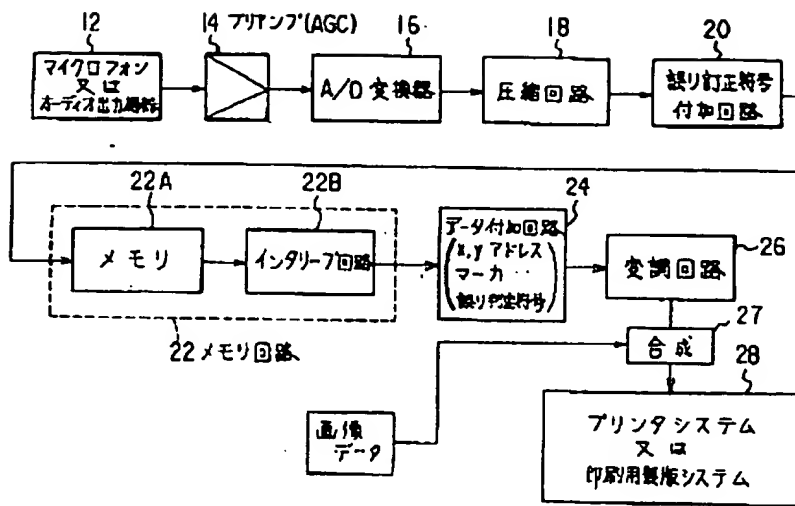 12
マイクロフォン
又は
オーディオ出力機器
14 プリアンプ(AGC)
16
A/D 変換器
18
圧縮回路
20
誤り訂正符号
付加回路
22A
メモリ
22B
インタリーブ回路
22 メモリ回路
24
データ付加回路
x,y アドレス
マーカ
誤り判定符号
26
変調回路
27
合成
28
画像
データ
プリンタシステム
又は
印刷用製版システム